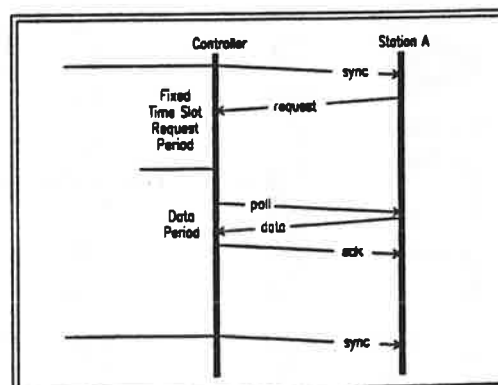 Controller Station A
sync
Fixed
Time Slot
Request
Period
request
poll
Data
Period
data
ack
sync